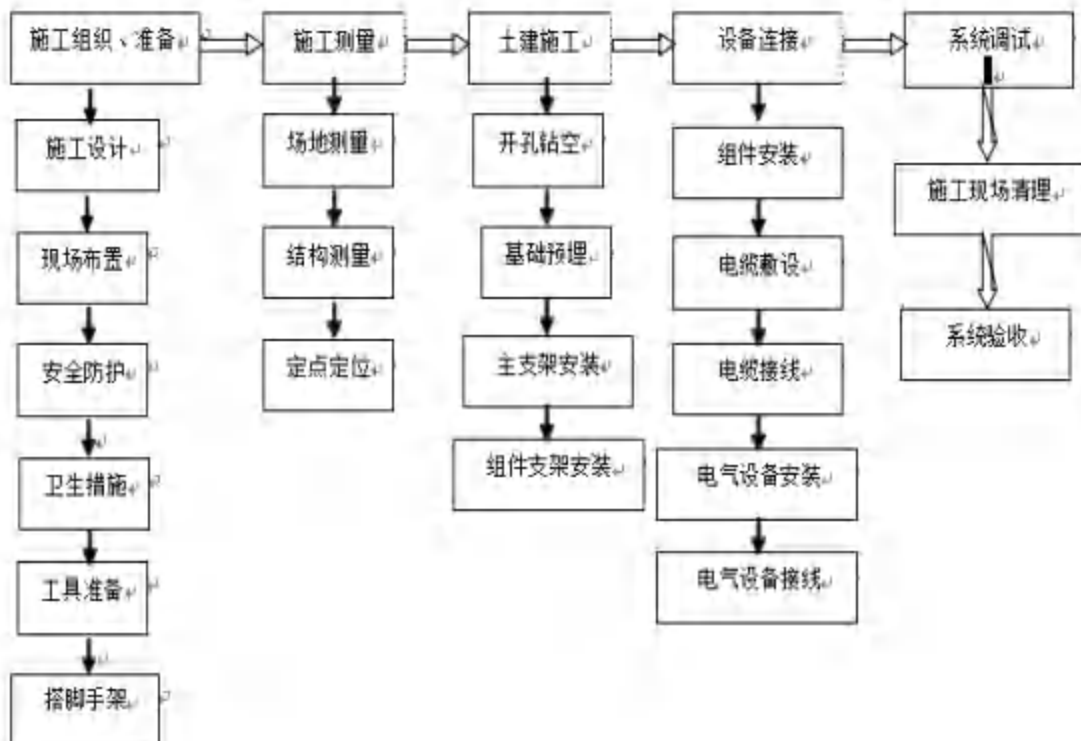 施工组织、准备
施工测量
土建施工
设备连接
系统调试
施工设计
现场布置
安全防护
卫生措施
工具准备
搭脚手架
场地测量
结构测量
定点定位
开孔钻空
基础预埋
主支架安装
组件支架安装
组件安装
电缆敷设
电缆接线
电气设备安装
电气设备接线
施工现场清理
系统验收